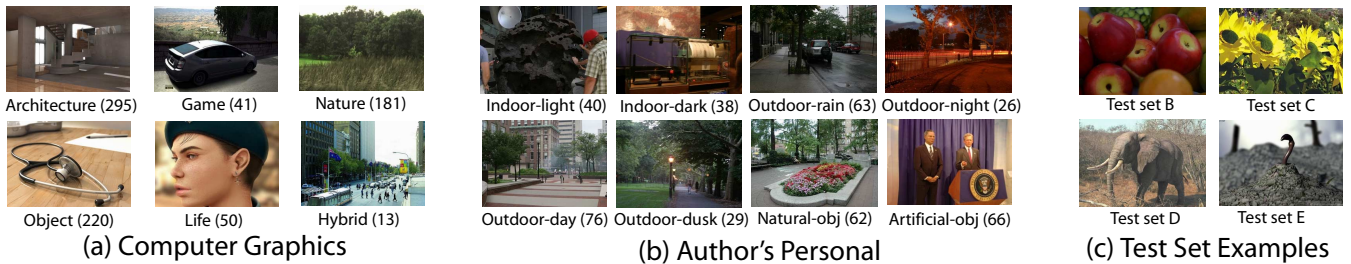 Architecture (295)
Game (41)
Nature (181)
Object (220)
Life (50)
Hybrid (13)
(a) Computer Graphics
Indoor-light (40)
Indoor-dark (38)
Outdoor-rain (63)
Outdoor-night (26)
Outdoor-day (76)
Outdoor-dusk (29)
Natural-obj (62)
Artificial-obj (66)
(b) Author's Personal
Test set B
Test set C
Test set D
Test set E
(c) Test Set Examples